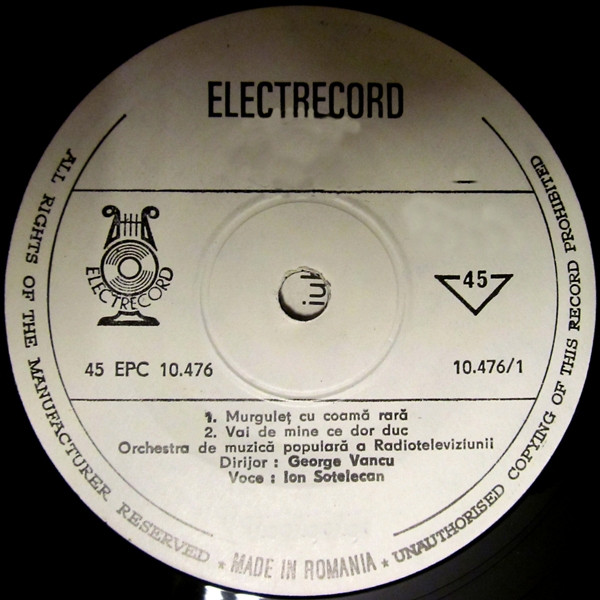 ELECTRECORD
ELECTRECORD
45
45 EPC 10.476
10.476/1
1. Murguleț cu coamă rară
2. Vai de mine ce dor duc
Orchestra de muzică populară a Radioteleviziunii
Dirijor : George Vancu
Voce : Ion Sotelecan
ALL RIGHTS OF THE MANUFACTURER RESERVED ★ MADE IN ROMANIA ★ UNAUTHORISED COPYING OF THIS RECORD PROHIBITED